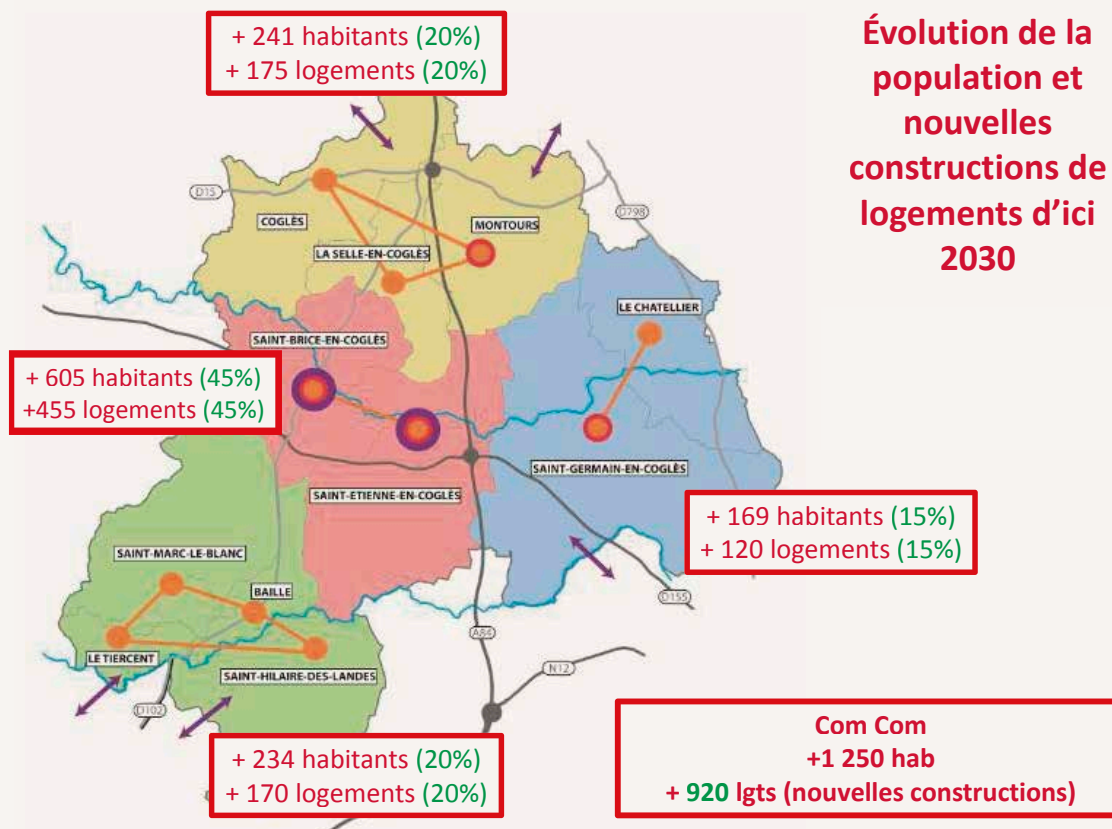 + 241 habitants (20%)
+ 175 logements (20%)
Évolution de la
population et
nouvelles
constructions de
logements d’ici
2030
D15
D798
COGLÈS
MONTOURS
LA SELLE-EN-COGLÈS
LE CHATELLIER
SAINT-BRICE-EN-COGLÈS
+ 605 habitants (45%)
+455 logements (45%)
SAINT-GERMAIN-EN-COGLÈS
SAINT-ETIENNE-EN-COGLÈS
+ 169 habitants (15%)
+ 120 logements (15%)
SAINT-MARC-LE-BLANC
BAILLE
D155
A84
LE TIERCENT
SAINT-HILAIRE-DES-LANDES
N12
D102
+ 234 habitants (20%)
+ 170 logements (20%)
Com Com
+1 250 hab
+ 920 lgts (nouvelles constructions)